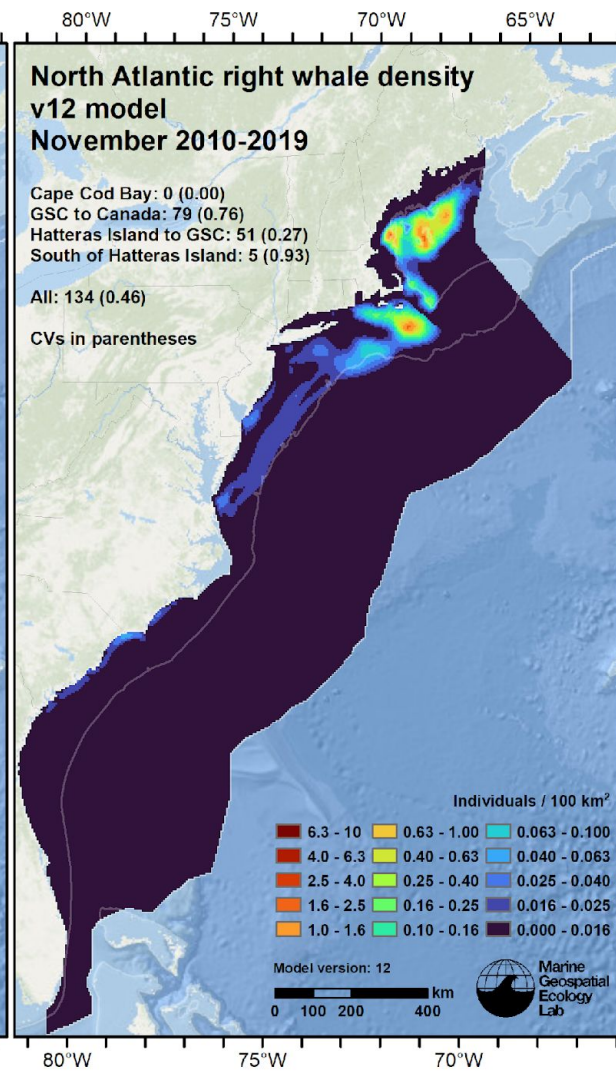 80°W 75°W 70°W 65°W
North Atlantic right whale density
v12 model
November 2010-2019
Cape Cod Bay: 0 (0.00)
GSC to Canada: 79 (0.76)
Hatteras Island to GSC: 51 (0.27)
South of Hatteras Island: 5 (0.93)
All: 134 (0.46)
CVs in parentheses
Individuals / 100 km²
6.3 - 10 0.63 - 1.00 0.063 - 0.100
4.0 - 6.3 0.40 - 0.63 0.040 - 0.063
2.5 - 4.0 0.25 - 0.40 0.025 - 0.040
1.6 - 2.5 0.16 - 0.25 0.016 - 0.025
1.0 - 1.6 0.10 - 0.16 0.000 - 0.016
Model version: 12
km
0 100 200 400
Marine
Geospatial
Ecology
Lab
80°W 75°W 70°W